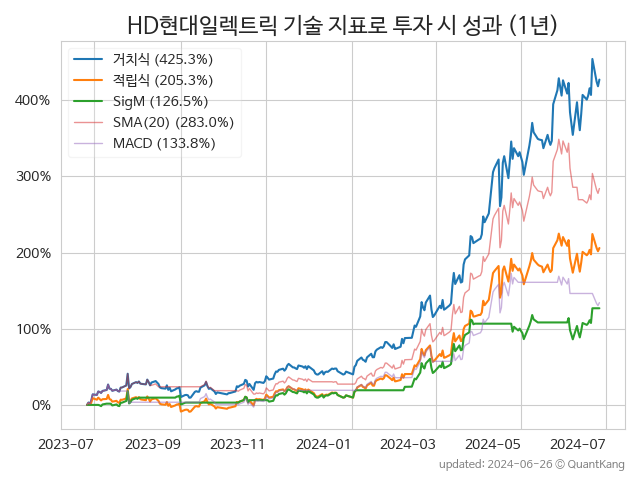 HD현대일렉트릭 기술 지표로 투자 시 성과 (1년)
거치식 (425.3%)
적립식 (205.3%)
SigM (126.5%)
SMA(20) (283.0%)
MACD (133.8%)
400%
300%
200%
100%
0%
2023-07 2023-09 2023-11 2024-01 2024-03 2024-05 2024-07
updated: 2024-06-26 @ QuantKang